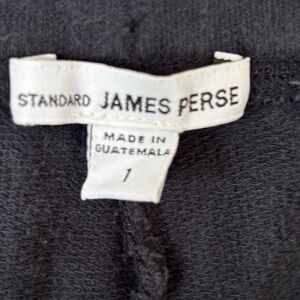 STANDARD JAMES PERSE
MADE IN
GUATEMALA
1